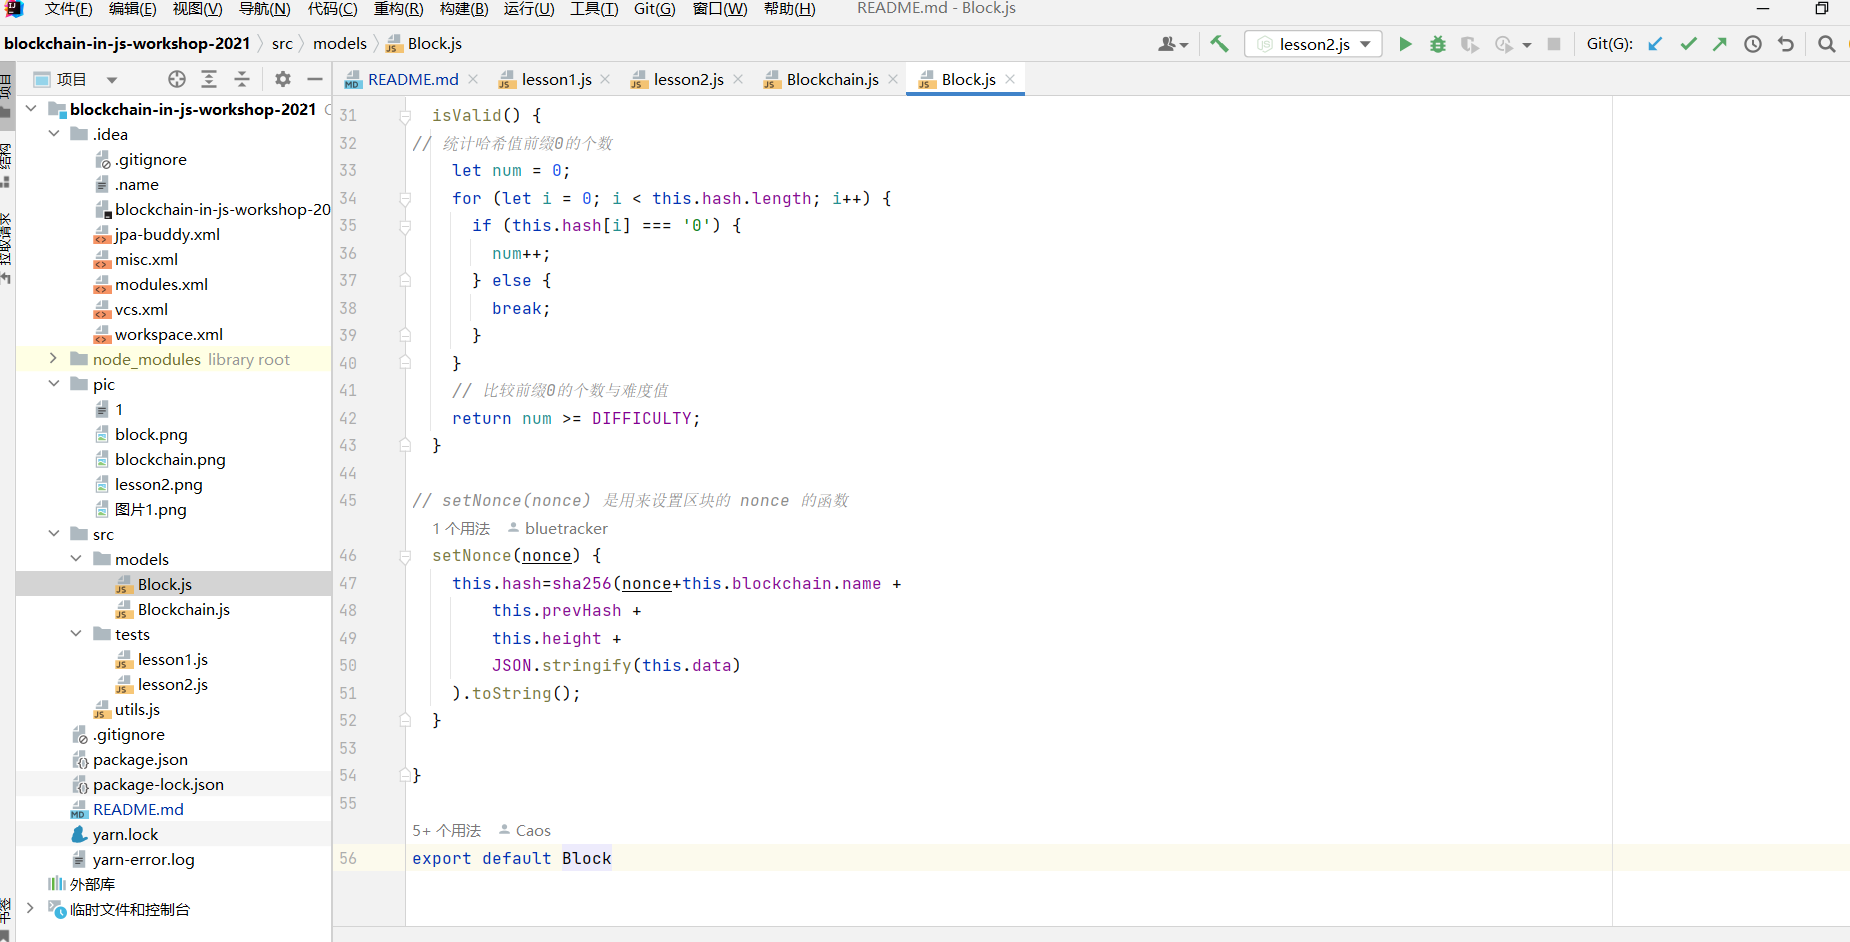 文件(F) 编辑(E) 视图(V) 导航(N) 代码(C) 重构(R) 构建(B) 运行(U) 工具(T) Git(G) 窗口(W) 帮助(H) README.md - Block.js
blockchain-in-js-workshop-2021 src models Block.js lesson2.js Git(G):
项目
README.md lesson1.js lesson2.js Blockchain.js Block.js
项目
结构
拉取请求
书签
blockchain-in-js-workshop-2021
.idea
.gitignore
.name
blockchain-in-js-workshop-20
jpa-buddy.xml
misc.xml
modules.xml
vcs.xml
workspace.xml
node_modules library root
pic
1
block.png
blockchain.png
lesson2.png
图片1.png
src
models
Block.js
Blockchain.js
tests
lesson1.js
lesson2.js
utils.js
.gitignore
package.json
package-lock.json
README.md
yarn.lock
yarn-error.log
外部库
临时文件和控制台
31 isValid() {
32 // 统计哈希值前缀0的个数
33 let num = 0;
34 for (let i = 0; i < this.hash.length; i++) {
35 if (this.hash[i] === '0') {
36 num++;
37 } else {
38 break;
39 }
40 }
41 // 比较前缀0的个数与难度值
42 return num >= DIFFICULTY;
43 }
44
45 // setNonce(nonce) 是用来设置区块的 nonce 的函数
1 个用法 bluetracker
46 setNonce(nonce) {
47 this.hash=sha256(nonce+this.blockchain.name +
48 this.prevHash +
49 this.height +
50 JSON.stringify(this.data)
51 ).toString();
52 }
53
54 }
55
5+ 个用法 Caos
56 export default Block